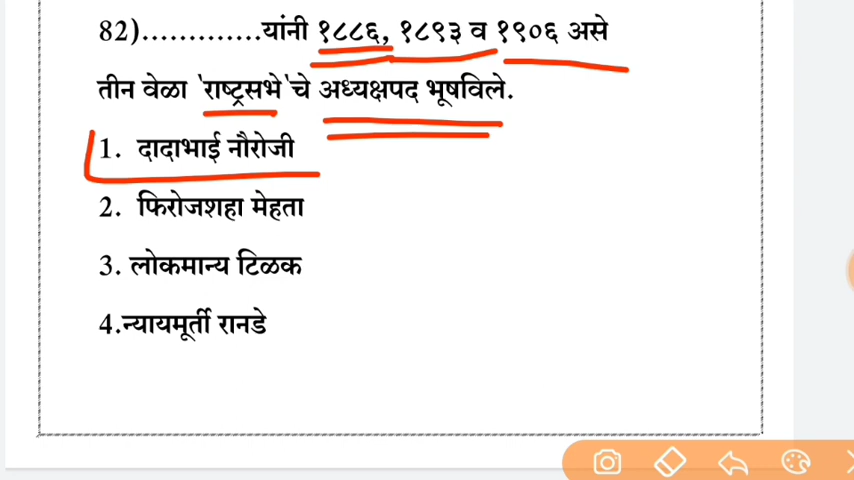 82).............यांनी १८८६, १८९३ व १९०६ असे
तीन वेळा 'राष्ट्रसभे'चे अध्यक्षपद भूषविले.
1. दादाभाई नौरोजी
2. फिरोजशहा मेहता
3. लोकमान्य टिळक
4.न्यायमूर्ती रानडे